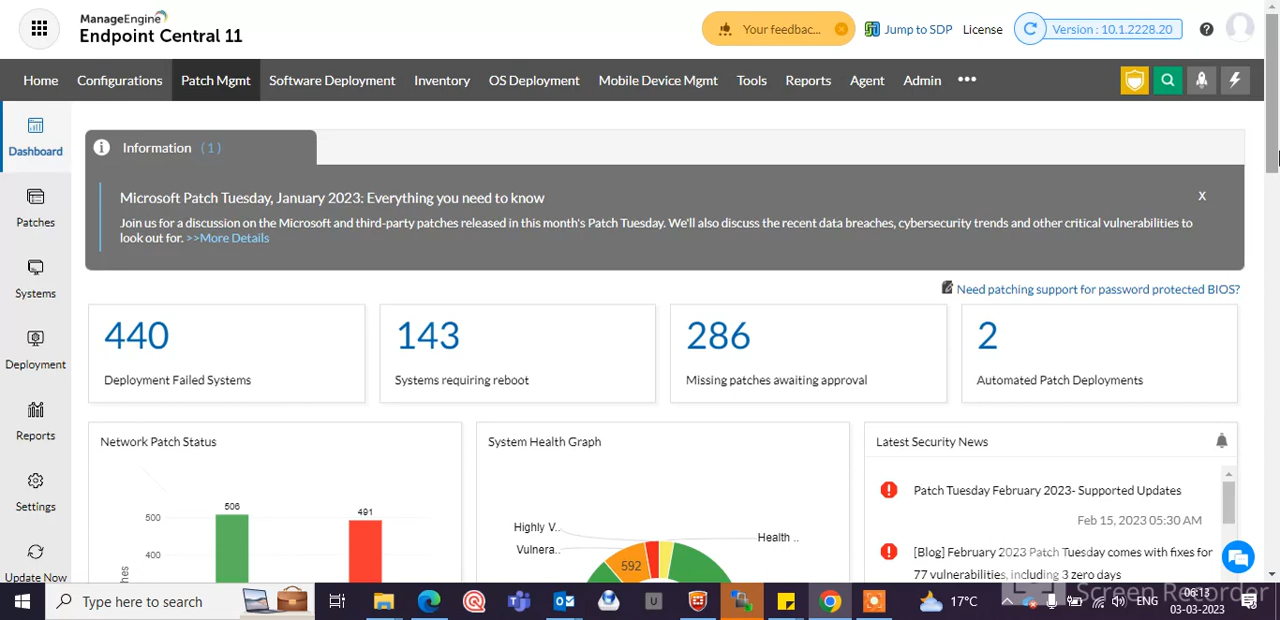 ManageEngine
Endpoint Central 11
Your feedbac...
Jump to SDP
License
Version : 10.1.2228.20
Home
Configurations
Patch Mgmt
Software Deployment
Inventory
OS Deployment
Mobile Device Mgmt
Tools
Reports
Agent
Admin
Dashboard
Patches
Systems
Deployment
Reports
Settings
Update Now
Information (1)
Microsoft Patch Tuesday, January 2023: Everything you need to know
X
Join us for a discussion on the Microsoft and third-party patches released in this month's Patch Tuesday. We'll also discuss the recent data breaches, cybersecurity trends and other critical vulnerabilities to
look out for. >>More Details
Need patching support for password protected BIOS?
440
Deployment Failed Systems
143
Systems requiring reboot
286
Missing patches awaiting approval
2
Automated Patch Deployments
Network Patch Status
506
491
500
400
System Health Graph
Highly V..
Vulnera..
592
Health ..
Latest Security News
Patch Tuesday February 2023- Supported Updates
Feb 15, 2023 05:30 AM
[Blog] February 2023 Patch Tuesday comes with fixes for
77 vulnerabilities, including 3 zero days
Type here to search
17°C
ENG
06:13
03-03-2023
Screen Recorder